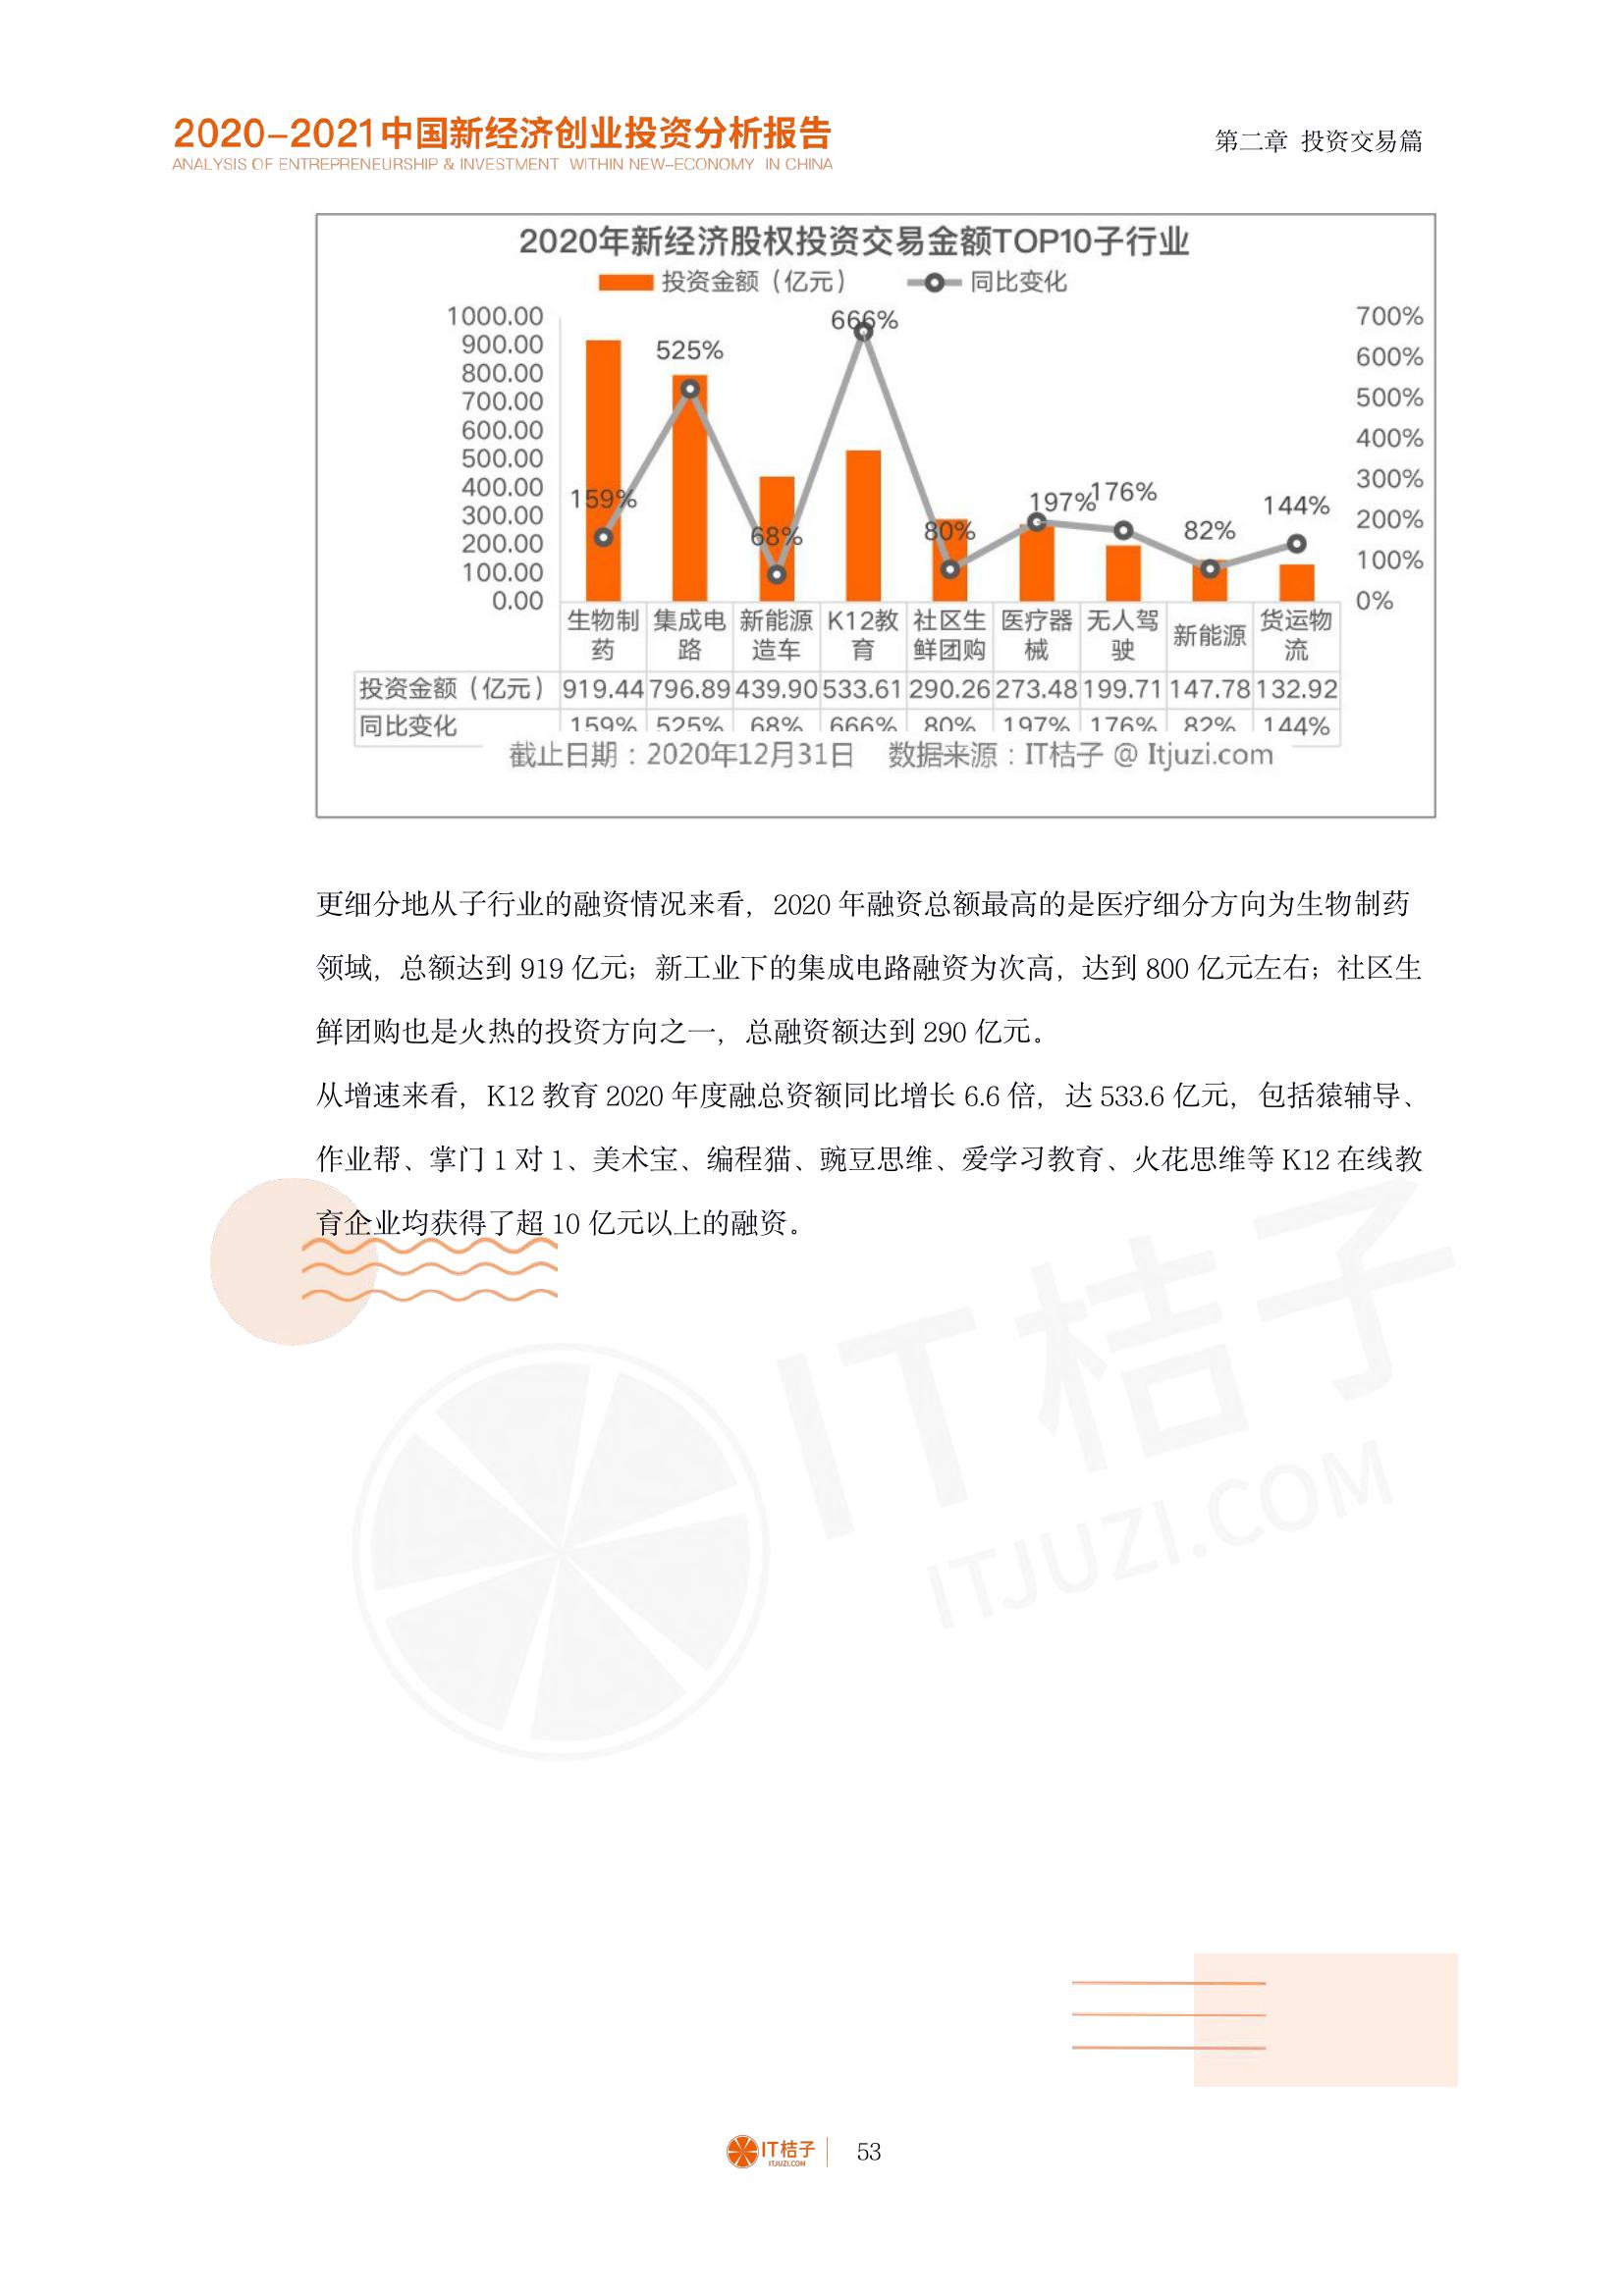 2020-2021中国新经济创业投资分析报告
ANALYSIS OF ENTREPRENEURSHIP & INVESTMENT WITHIN NEW-ECONOMY IN CHINA
第二章 投资交易篇
2020年新经济股权投资交易金额TOP10子行业
投资金额（亿元） 同比变化
1000.00
900.00
800.00
700.00
600.00
500.00
400.00
300.00
200.00
100.00
0.00
159%
525%
68%
666%
80%
197%
176%
82%
144%
700%
600%
500%
400%
300%
200%
100%
0%
生物制药 集成电路 新能源造车 K12教育 社区生鲜团购 医疗器械 无人驾驶 新能源 货运物流
投资金额（亿元） 919.44 796.89 439.90 533.61 290.26 273.48 199.71 147.78 132.92
同比变化 159% 525% 68% 666% 80% 197% 176% 82% 144%
截止日期：2020年12月31日 数据来源：IT桔子 @ Itjuzi.com
更细分地从子行业的融资情况来看，2020 年融资总额最高的是医疗细分方向为生物制药
领域，总额达到 919 亿元；新工业下的集成电路融资为次高，达到 800 亿元左右；社区生
鲜团购也是火热的投资方向之一，总融资额达到 290 亿元。
从增速来看，K12 教育 2020 年度融总资额同比增长 6.6 倍，达 533.6 亿元，包括猿辅导、
作业帮、掌门 1 对 1、美术宝、编程猫、豌豆思维、爱学习教育、火花思维等 K12 在线教
育企业均获得了超 10 亿元以上的融资。
IT桔子
ITJUZI.COM
IT桔子
ITJUZI.COM
53